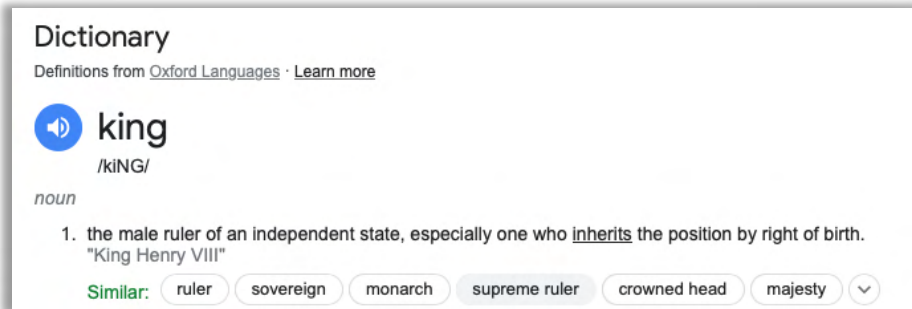 Dictionary
Definitions from Oxford Languages · Learn more
king
/kiNG/
noun
1. the male ruler of an independent state, especially one who inherits the position by right of birth.
"King Henry VIII"
Similar: ruler sovereign monarch supreme ruler crowned head majesty